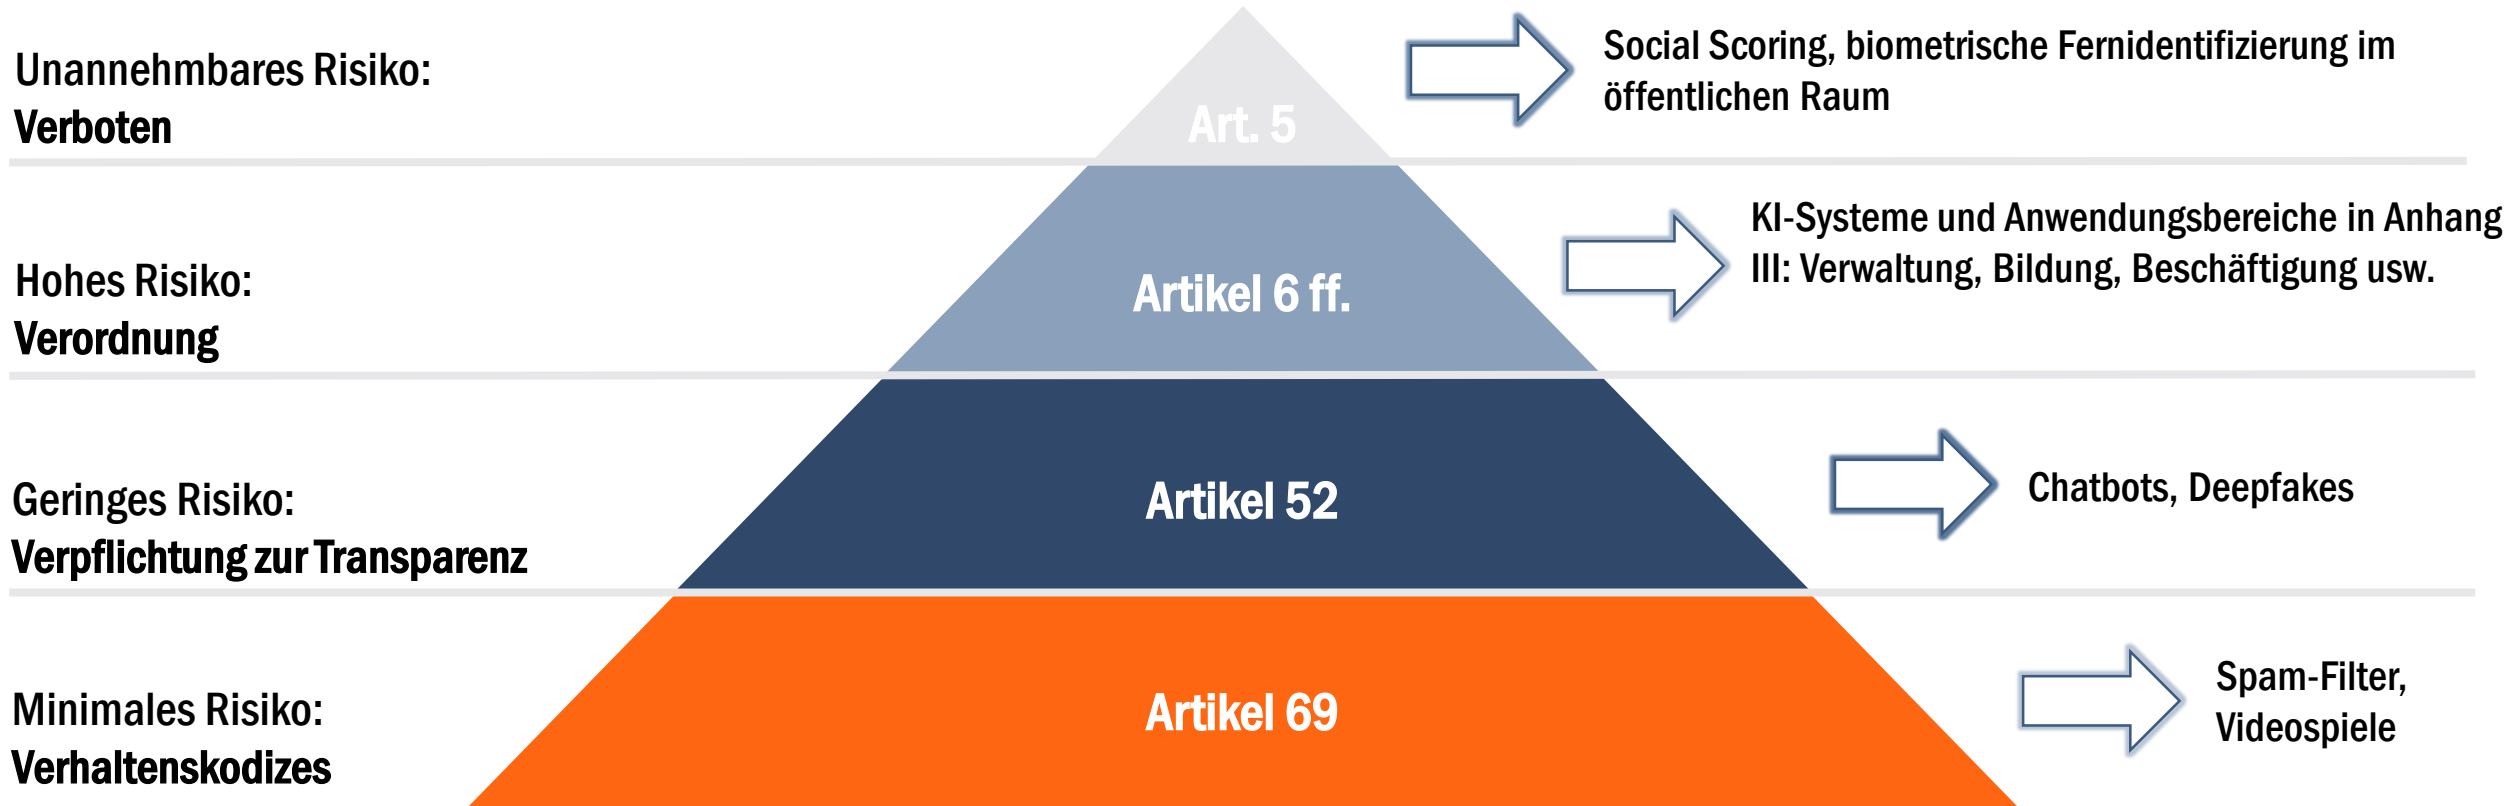 Unannehmbares Risiko:
Verboten
Art. 5
Social Scoring, biometrische Fernidentifizierung im
öffentlichen Raum
Hohes Risiko:
Verordnung
Artikel 6 ff.
KI-Systeme und Anwendungsbereiche in Anhang
III: Verwaltung, Bildung, Beschäftigung usw.
Geringes Risiko:
Verpflichtung zur Transparenz
Artikel 52
Chatbots, Deepfakes
Minimales Risiko:
Verhaltenskodizes
Artikel 69
Spam-Filter,
Videospiele